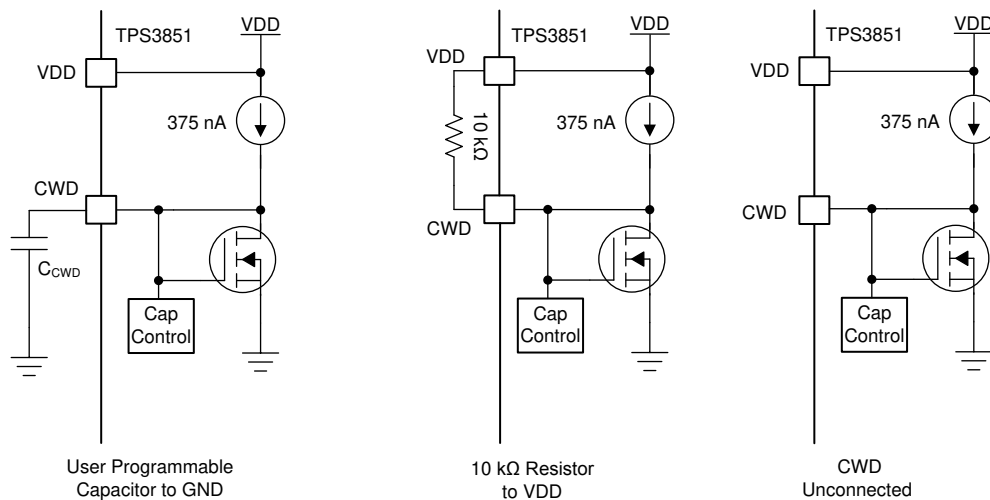 TPS3851
VDD
VDD
375 nA
CWD
CCWD
Cap
Control
User Programmable
Capacitor to GND
TPS3851
VDD
VDD
10 kΩ
375 nA
CWD
Cap
Control
10 kΩ Resistor
to VDD
TPS3851
VDD
VDD
375 nA
CWD
Cap
Control
CWD
Unconnected